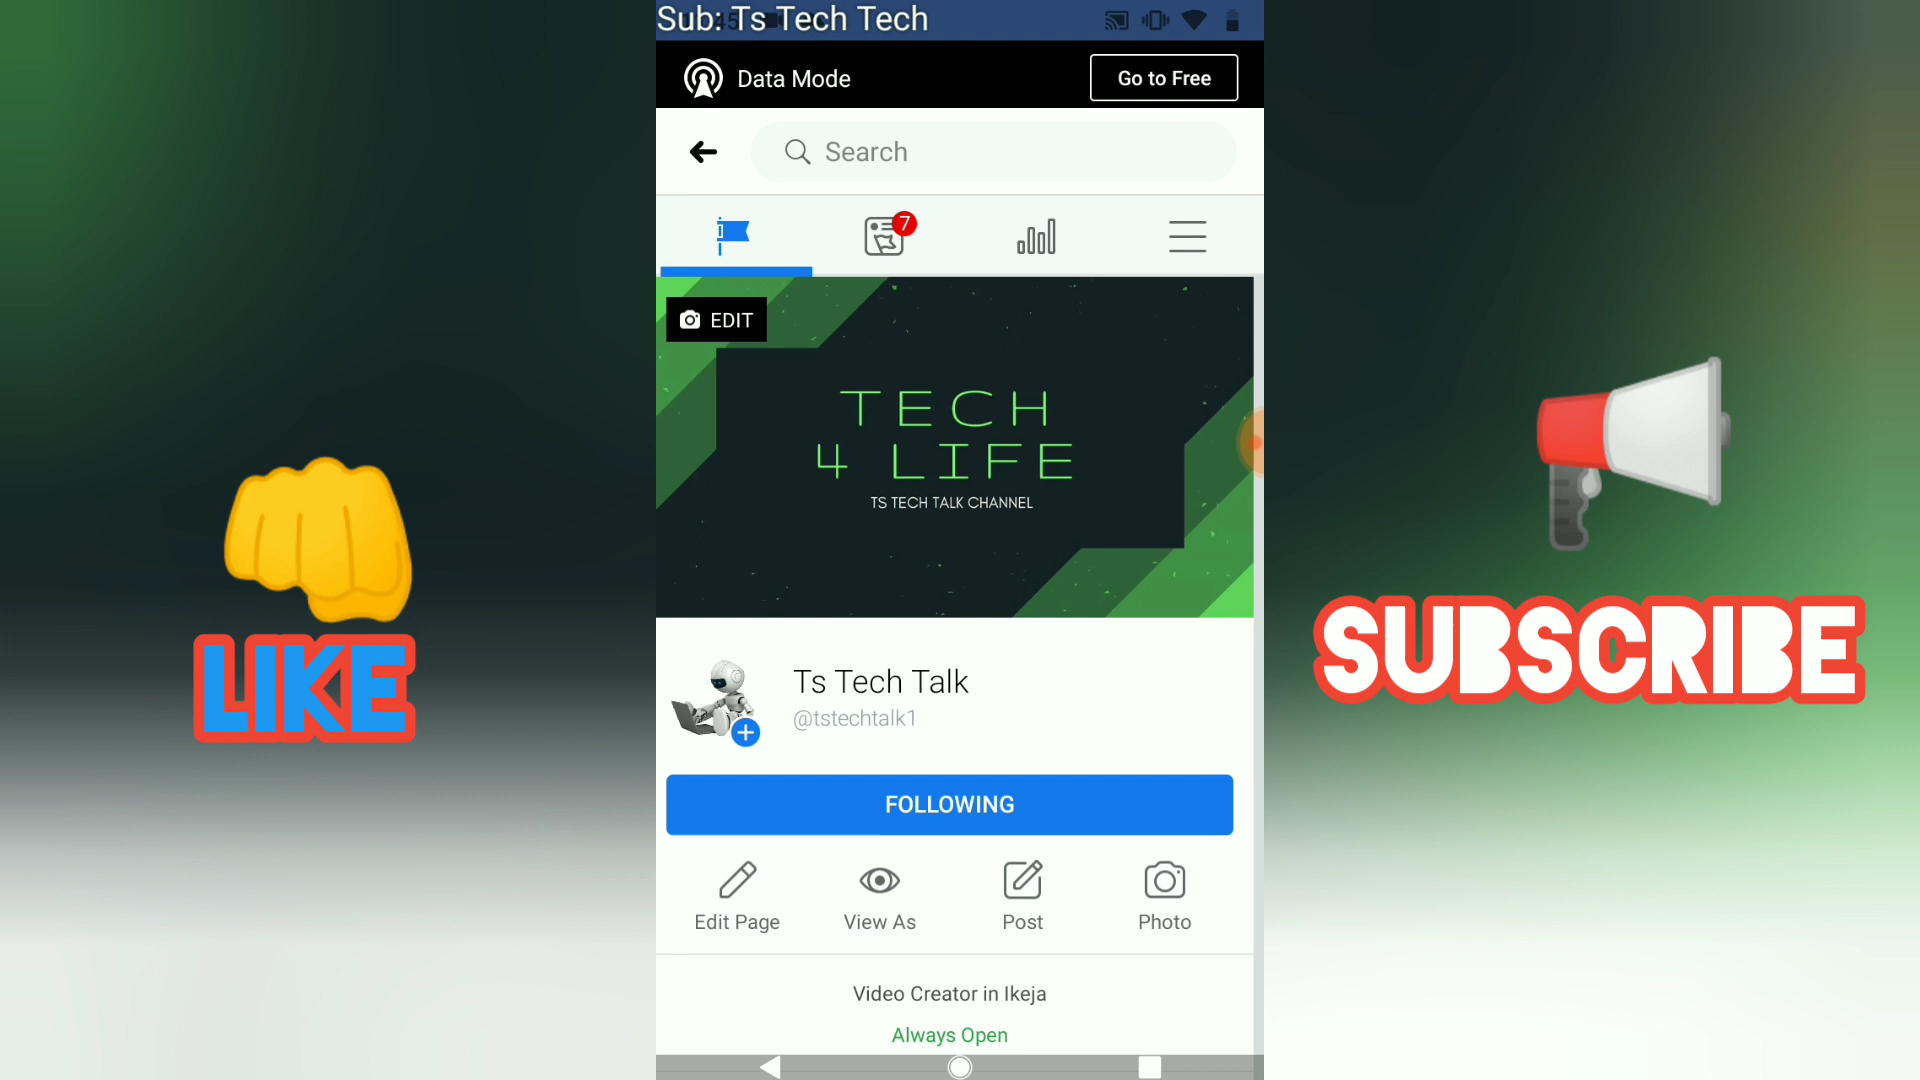 Sub: Ts Tech Tech
Data Mode
Go to Free
Search
7
EDIT
TECH
4 LIFE
TS TECH TALK CHANNEL
Ts Tech Talk
@tstechtalk1
FOLLOWING
Edit Page
View As
Post
Photo
Video Creator in Ikeja
Always Open
LIKE
SUBSCRIBE